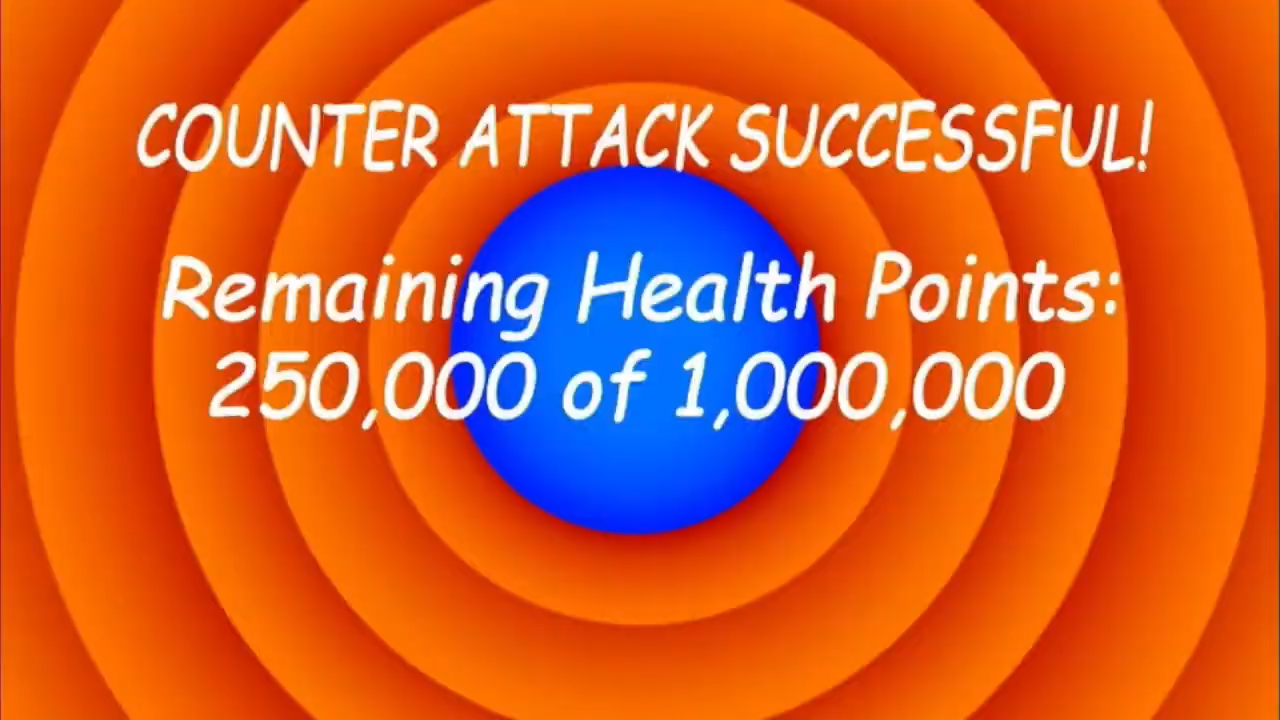 COUNTER ATTACK SUCCESSFUL!
Remaining Health Points:
250,000 of 1,000,000